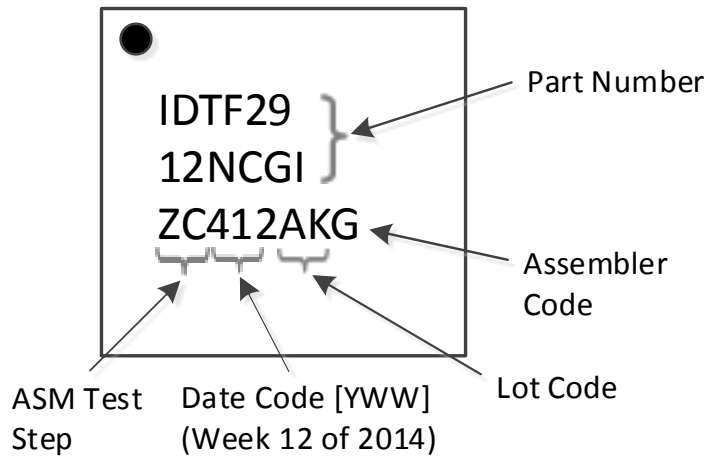 IDTF29
12NCGI
ZC412AKG
Part Number
Assembler
Code
Lot Code
Date Code [YWW]
(Week 12 of 2014)
ASM Test
Step